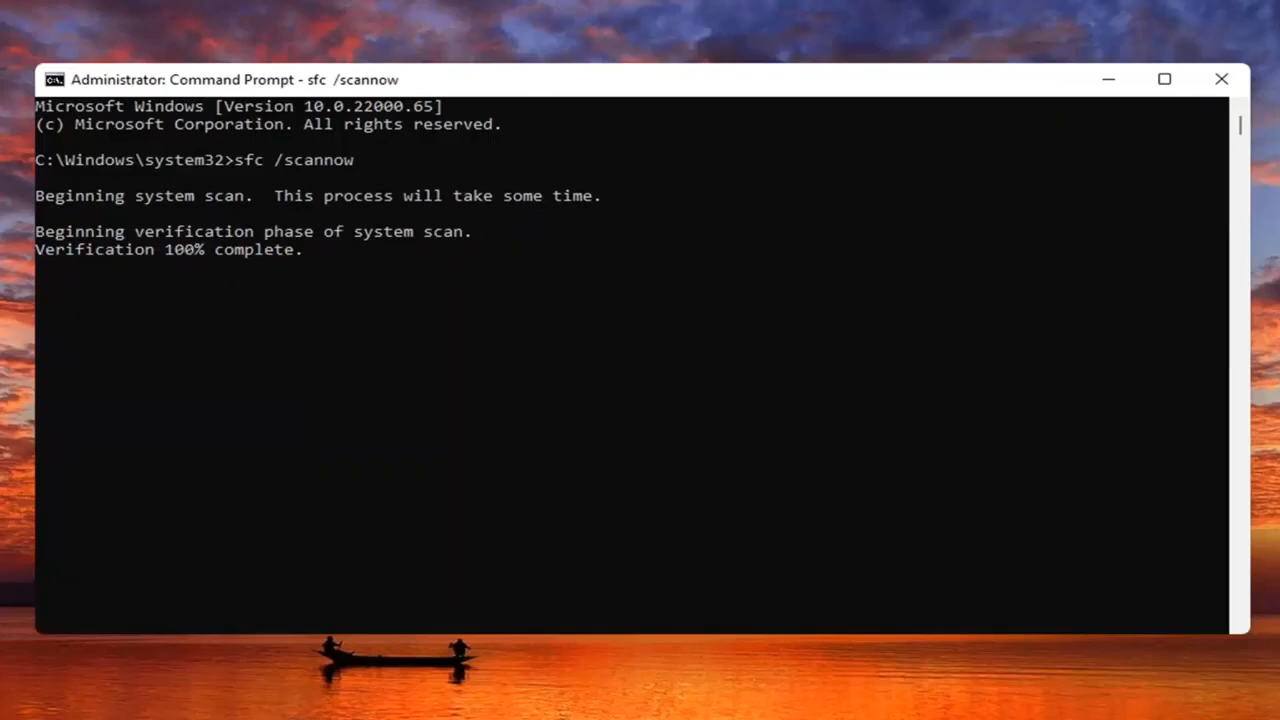 Administrator: Command Prompt - sfc  /scannow
Microsoft Windows [Version 10.0.22000.65]
(c) Microsoft Corporation. All rights reserved.
C:\Windows\system32>sfc /scannow
Beginning system scan.  This process will take some time.
Beginning verification phase of system scan.
Verification 100% complete.